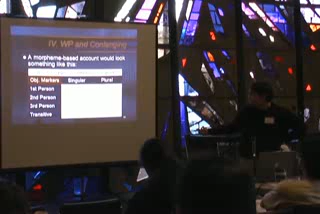 IV. WP and Contenging
A morpheme-based account would look
something like this:
Obj. Markers Singular Plural
1st Person
2nd Person
3rd Person
Transitive